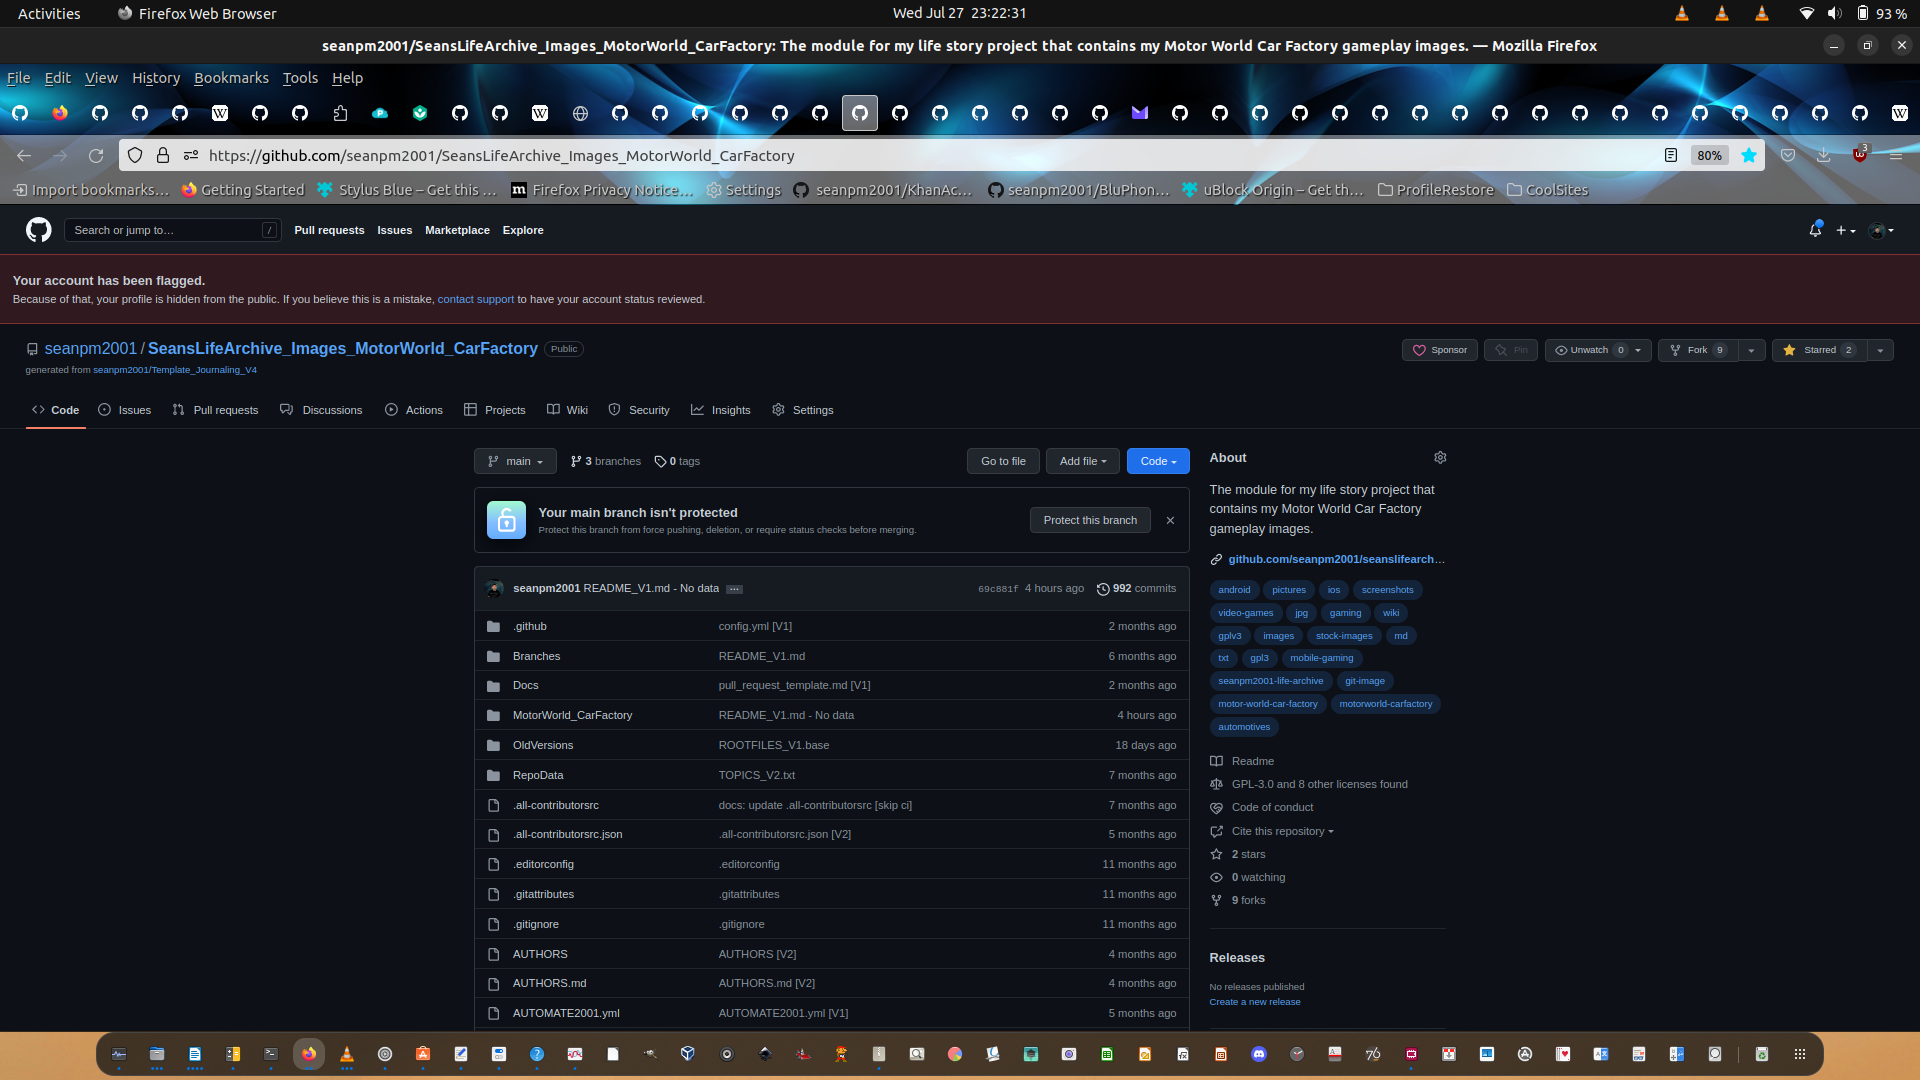 Activities
Firefox Web Browser
Wed Jul 27 23:22:31
93 %
seanpm2001/SeansLifeArchive_Images_MotorWorld_CarFactory: The module for my life story project that contains my Motor World Car Factory gameplay images. — Mozilla Firefox
File Edit View History Bookmarks Tools Help
https://github.com/seanpm2001/SeansLifeArchive_Images_MotorWorld_CarFactory
80%
3
Import bookmarks… Getting Started Stylus Blue – Get this … Firefox Privacy Notice… Settings seanpm2001/KhanAc… seanpm2001/BluPhon… uBlock Origin – Get th… ProfileRestore CoolSites
Search or jump to… /
Pull requests Issues Marketplace Explore
Your account has been flagged.
Because of that, your profile is hidden from the public. If you believe this is a mistake, contact support to have your account status reviewed.
seanpm2001 / SeansLifeArchive_Images_MotorWorld_CarFactory Public
Sponsor Pin Unwatch 0 Fork 9 Starred 2
generated from seanpm2001/Template_Journaling_V4
Code Issues Pull requests Discussions Actions Projects Wiki Security Insights Settings
main 3 branches 0 tags Go to file Add file Code
Your main branch isn't protected
Protect this branch from force pushing, deletion, or require status checks before merging.
Protect this branch
seanpm2001 README_V1.md - No data … 69c881f 4 hours ago 992 commits
.github config.yml [V1] 2 months ago
Branches README_V1.md 6 months ago
Docs pull_request_template.md [V1] 2 months ago
MotorWorld_CarFactory README_V1.md - No data 4 hours ago
OldVersions ROOTFILES_V1.base 18 days ago
RepoData TOPICS_V2.txt 7 months ago
.all-contributorsrc docs: update .all-contributorsrc [skip ci] 7 months ago
.all-contributorsrc.json .all-contributorsrc.json [V2] 5 months ago
.editorconfig .editorconfig 11 months ago
.gitattributes .gitattributes 11 months ago
.gitignore .gitignore 11 months ago
AUTHORS AUTHORS [V2] 4 months ago
AUTHORS.md AUTHORS.md [V2] 4 months ago
AUTOMATE2001.yml AUTOMATE2001.yml [V1] 5 months ago
About
The module for my life story project that
contains my Motor World Car Factory
gameplay images.
github.com/seanpm2001/seanslifearch…
android pictures ios screenshots
video-games jpg gaming wiki
gplv3 images stock-images md
txt gpl3 mobile-gaming
seanpm2001-life-archive git-image
motor-world-car-factory motorworld-carfactory
automotives
Readme
GPL-3.0 and 8 other licenses found
Code of conduct
Cite this repository
2 stars
0 watching
9 forks
Releases
No releases published
Create a new release